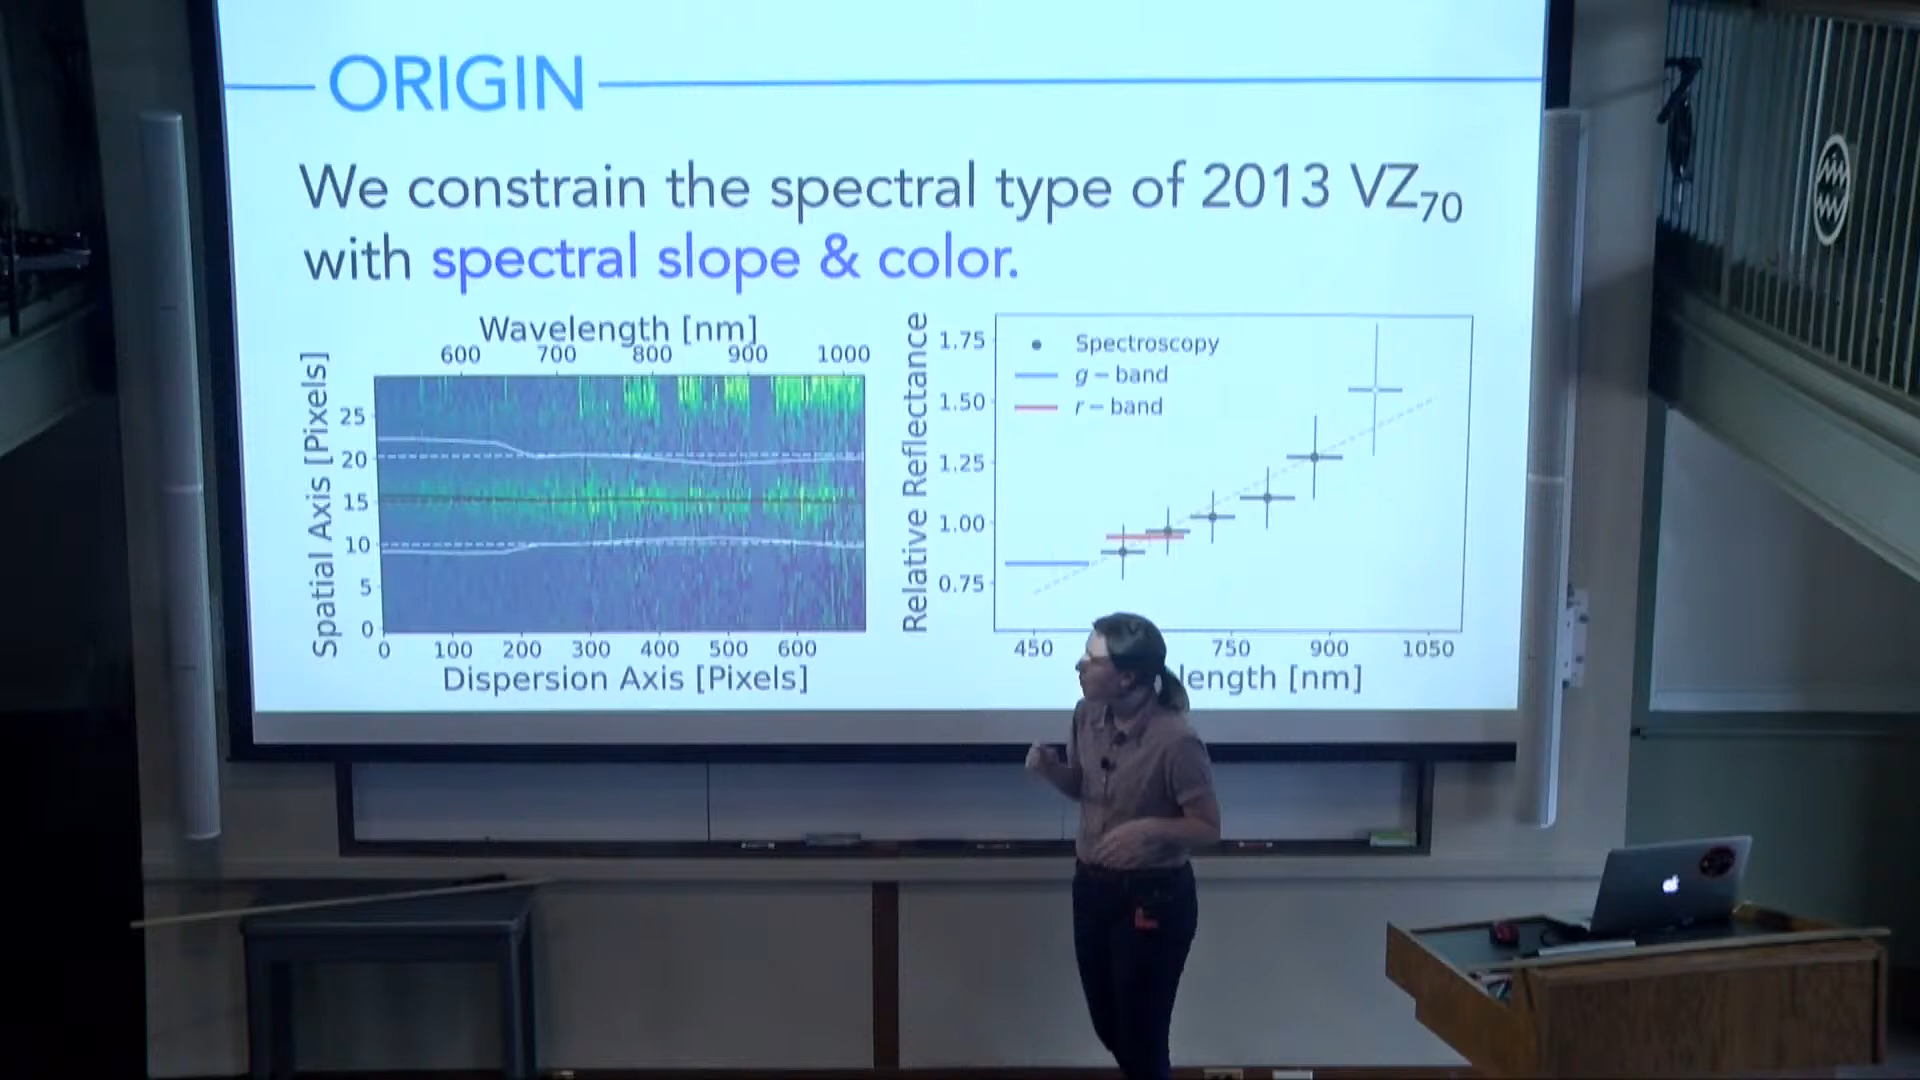 ORIGIN
We constrain the spectral type of 2013 VZ70
with spectral slope & color.
Wavelength [nm]
600 700 800 900 1000
Spatial Axis [Pixels]
25
20
15
10
5
0
0 100 200 300 400 500 600
Dispersion Axis [Pixels]
Relative Reflectance
1.75
1.50
1.25
1.00
0.75
Spectroscopy
g – band
r – band
450 750 900 1050
length [nm]